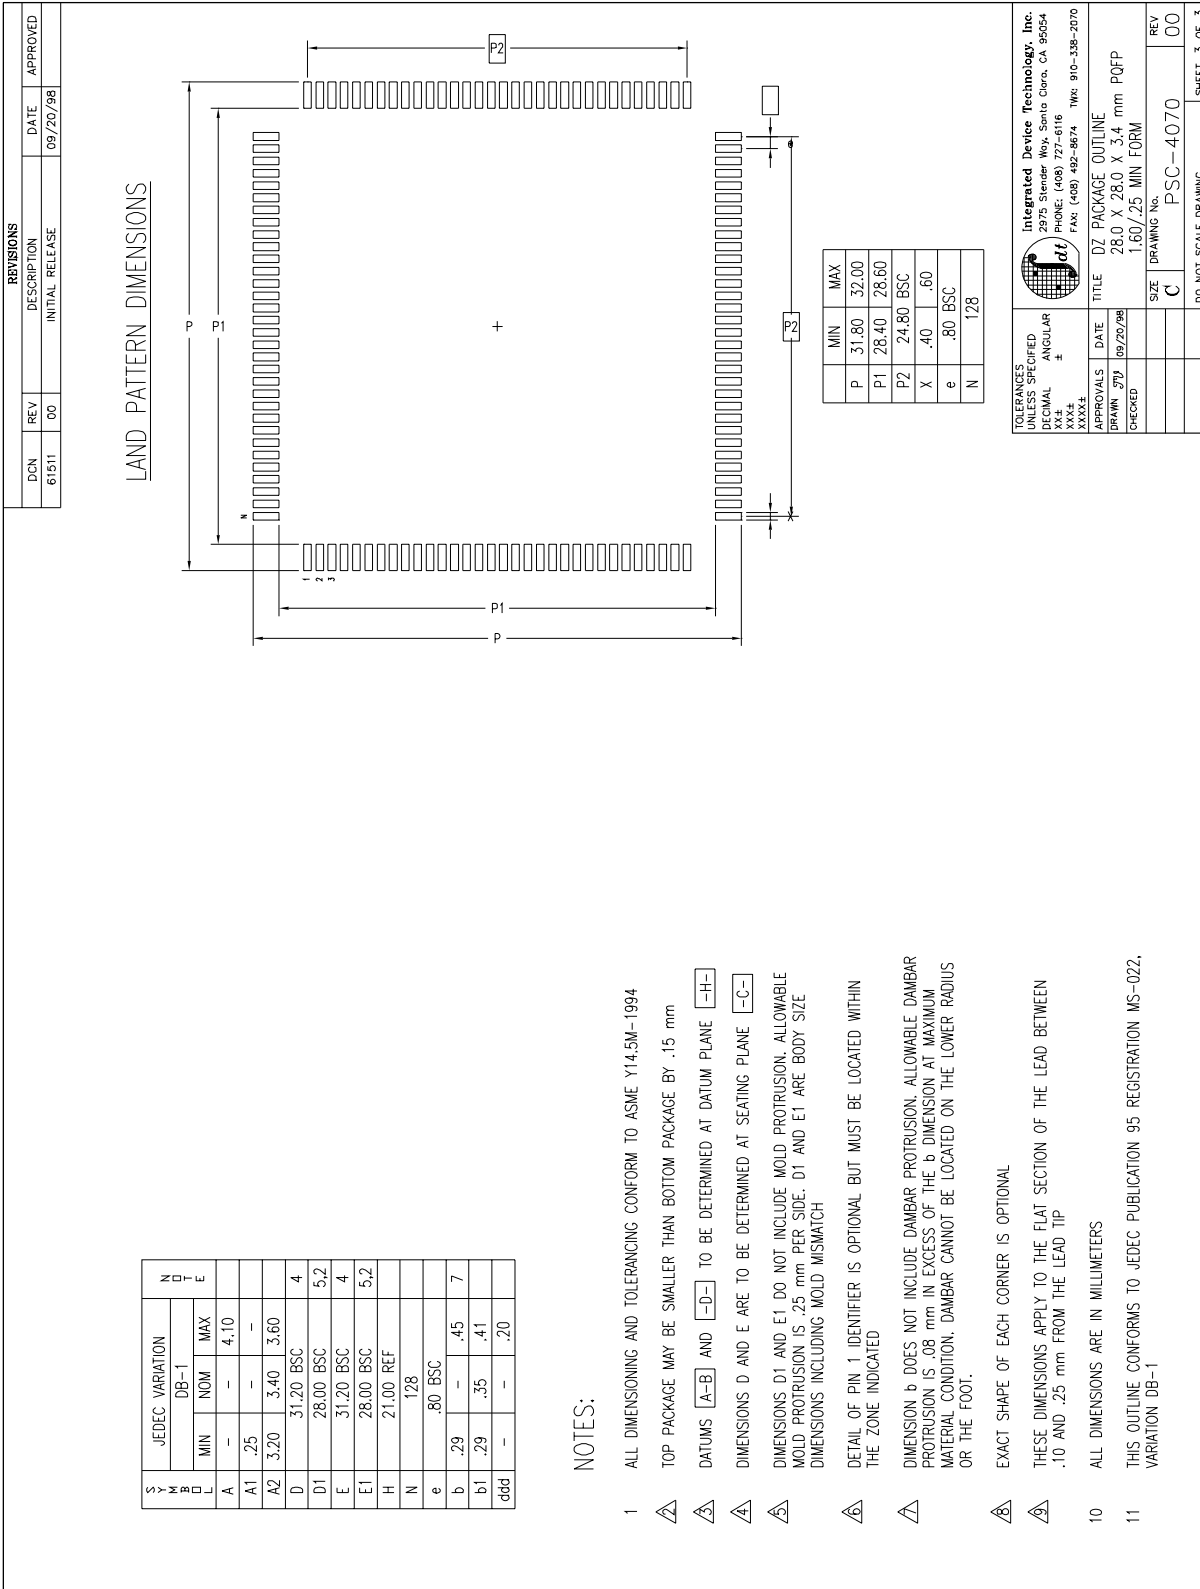 REVISIONS
DCN REV DESCRIPTION DATE APPROVED
61511 00 INITIAL RELEASE 09/20/98
LAND PATTERN DIMENSIONS
P
P1
P2
N
1
2
3
P1
P
X
P2
e
MIN MAX
P 31.80 32.00
P1 28.40 28.60
P2 24.80 BSC
X .40 .60
e .80 BSC
N 128
SYMBOL JEDEC VARIATION NOTE
DB-1
MIN NOM MAX
A – – 4.10
A1 .25 – –
A2 3.20 3.40 3.60
D 31.20 BSC 4
D1 28.00 BSC 5,2
E 31.20 BSC 4
E1 28.00 BSC 5,2
H 21.00 REF
N 128
e .80 BSC
b .29 – .45 7
b1 .29 .35 .41
ddd – – .20
NOTES:
1 ALL DIMENSIONING AND TOLERANCING CONFORM TO ASME Y14.5M-1994
2 TOP PACKAGE MAY BE SMALLER THAN BOTTOM PACKAGE BY .15 mm
3 DATUMS A-B AND -D- TO BE DETERMINED AT DATUM PLANE -H-
4 DIMENSIONS D AND E ARE TO BE DETERMINED AT SEATING PLANE -C-
5 DIMENSIONS D1 AND E1 DO NOT INCLUDE MOLD PROTRUSION. ALLOWABLE
MOLD PROTRUSION IS .25 mm PER SIDE. D1 AND E1 ARE BODY SIZE
DIMENSIONS INCLUDING MOLD MISMATCH
6 DETAIL OF PIN 1 IDENTIFIER IS OPTIONAL BUT MUST BE LOCATED WITHIN
THE ZONE INDICATED
7 DIMENSION b DOES NOT INCLUDE DAMBAR PROTRUSION. ALLOWABLE DAMBAR
PROTRUSION IS .08 mm IN EXCESS OF THE b DIMENSION AT MAXIMUM
MATERIAL CONDITION. DAMBAR CANNOT BE LOCATED ON THE LOWER RADIUS
OR THE FOOT.
8 EXACT SHAPE OF EACH CORNER IS OPTIONAL
9 THESE DIMENSIONS APPLY TO THE FLAT SECTION OF THE LEAD BETWEEN
.10 AND .25 mm FROM THE LEAD TIP
10 ALL DIMENSIONS ARE IN MILLIMETERS
11 THIS OUTLINE CONFORMS TO JEDEC PUBLICATION 95 REGISTRATION MS-022,
VARIATION DB-1
TOLERANCES
UNLESS SPECIFIED
DECIMAL ANGULAR
XX± ±
XXX±
XXXX±
APPROVALS DATE
DRAWN 09/20/98
CHECKED
idt
Integrated Device Technology, Inc.
2975 Stender Way, Santa Clara, CA 95054
PHONE: (408) 727-6116
FAX: (408) 492-8674 TWX: 910-338-2070
TITLE DZ PACKAGE OUTLINE
28.0 X 28.0 X 3.4 mm PQFP
1.60/.25 MIN FORM
SIZE DRAWING No. REV
C PSC-4070 00
DO NOT SCALE DRAWING SHEET 3 OF 3